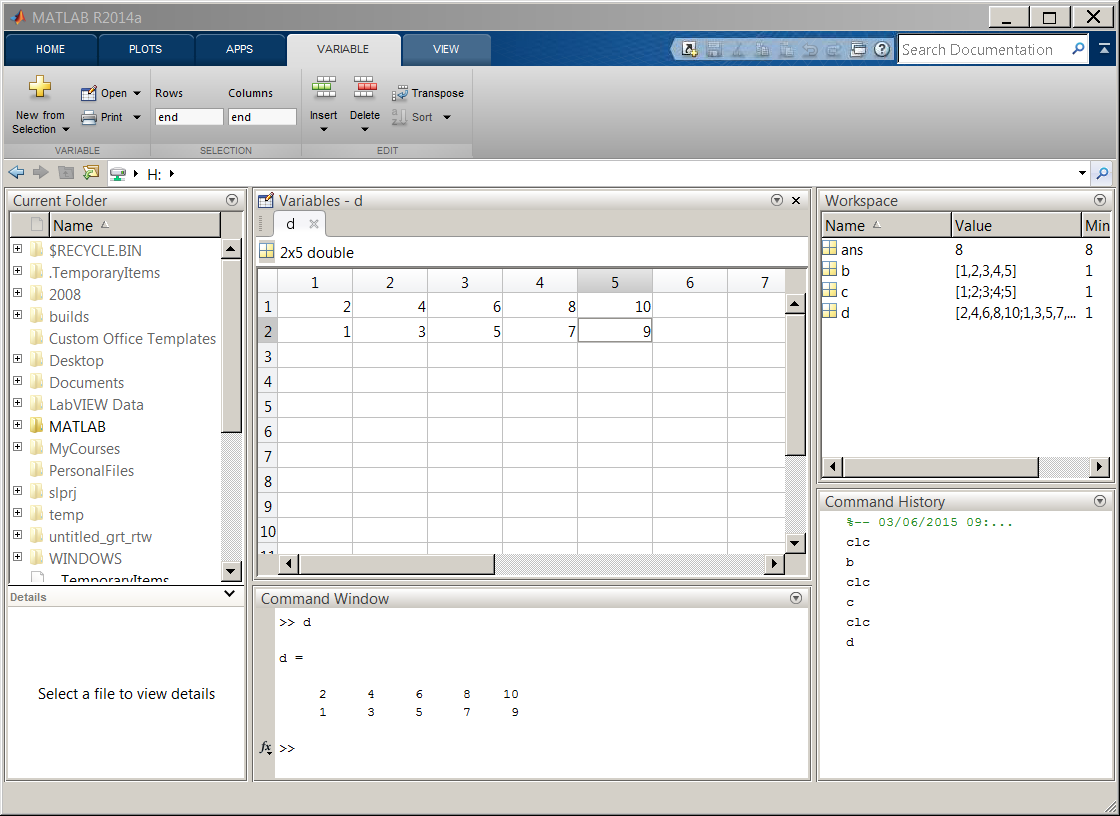 MATLAB R2014a
HOME PLOTS APPS VARIABLE VIEW
Search Documentation
New from Selection
Open
Print
Rows Columns
end end
Insert Delete
Transpose
Sort
VARIABLE SELECTION EDIT
H:
Current Folder
Name
$RECYCLE.BIN
.TemporaryItems
2008
builds
Custom Office Templates
Desktop
Documents
LabVIEW Data
MATLAB
MyCourses
PersonalFiles
slprj
temp
untitled_grt_rtw
WINDOWS
._TemporaryItems
Details
Select a file to view details
Variables - d
d
2x5 double
1 2 3 4 5 6 7
1 2 4 6 8 10
2 1 3 5 7 9
3
4
5
6
7
8
9
10
11
Command Window
>> d
d =
2 4 6 8 10
1 3 5 7 9
fx >>
Workspace
Name Value Min
ans 8 8
b [1,2,3,4,5] 1
c [1;2;3;4;5] 1
d [2,4,6,8,10;1,3,5,7,... 1
Command History
%-- 03/06/2015 09:...
clc
b
clc
c
clc
d